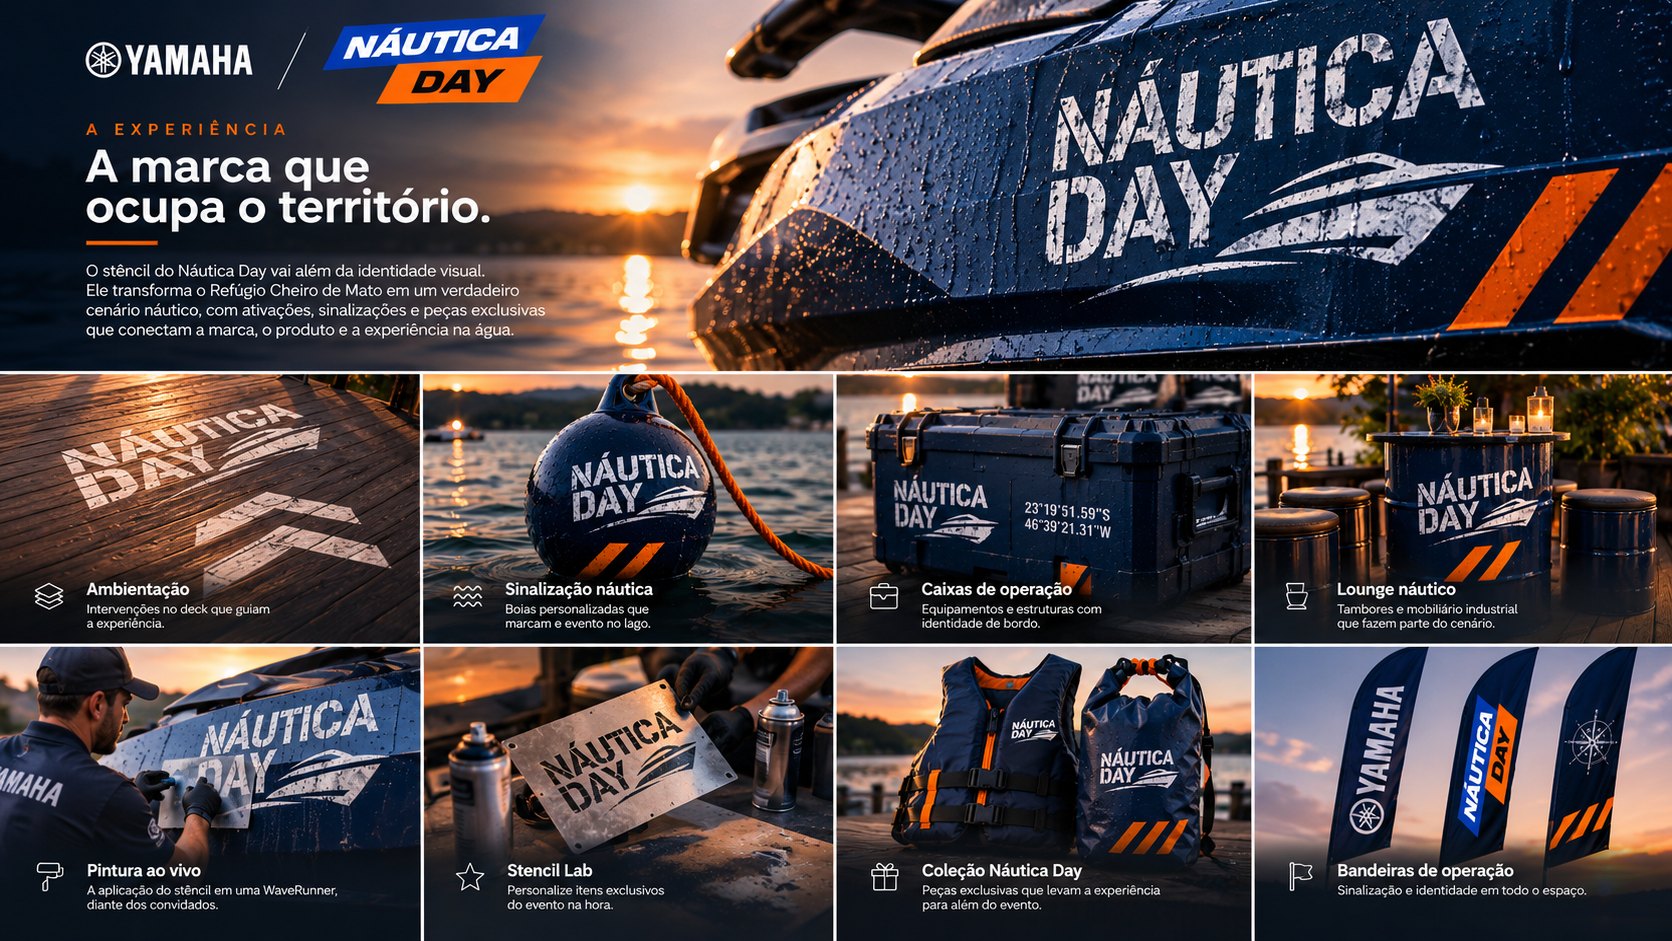 YAMAHA
NÁUTICA
DAY
A EXPERIÊNCIA
A marca que
ocupa o território.
O stêncil do Náutica Day vai além da identidade visual.
Ele transforma o Refúgio Cheiro de Mato em um verdadeiro
cenário náutico, com ativações, sinalizações e peças exclusivas
que conectam a marca, o produto e a experiência na água.
NÁUTICA
DAY
NÁUTICA
DAY
Ambientação
Intervenções no deck que guiam
a experiência.
NÁUTICA
DAY
Sinalização náutica
Boias personalizadas que
marcam e evento no lago.
NÁUTICA
DAY
NÁUTICA
DAY
23°19'51.59"S
46°39'21.31"W
Caixas de operação
Equipamentos e estruturas com
identidade de bordo.
NÁUTICA
DAY
Lounge náutico
Tambores e mobiliário industrial
que fazem parte do cenário.
YAMAHA
NÁUTICA
DAY
Pintura ao vivo
A aplicação do stêncil em uma WaveRunner,
diante dos convidados.
NÁUTICA
DAY
Stencil Lab
Personalize itens exclusivos
do evento na hora.
NÁUTICA
DAY
NÁUTICA
DAY
Coleção Náutica Day
Peças exclusivas que levam a experiência
para além do evento.
YAMAHA
NÁUTICA
DAY
Bandeiras de operação
Sinalização e identidade em todo o espaço.